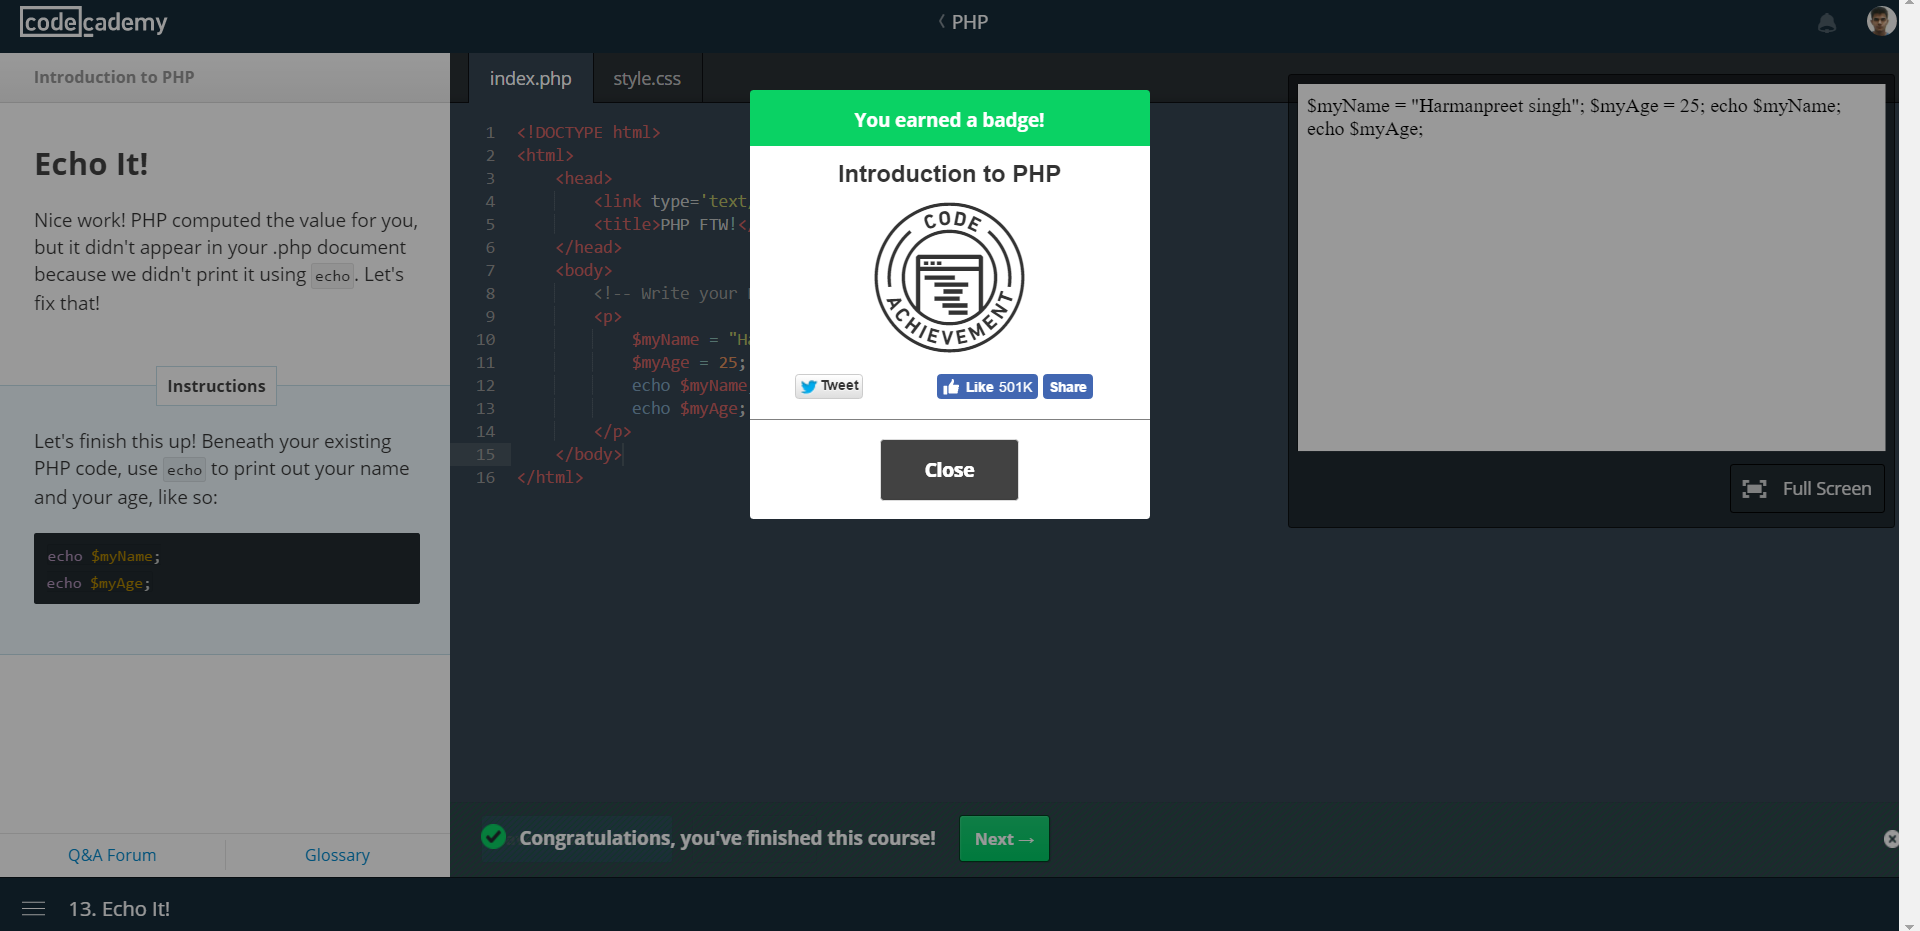 codecademy
PHP
Introduction to PHP
Echo It!
Nice work! PHP computed the value for you,
but it didn't appear in your .php document
because we didn't print it using echo. Let's
fix that!
Instructions
Let's finish this up! Beneath your existing
PHP code, use echo to print out your name
and your age, like so:
echo $myName;
echo $myAge;
Q&A Forum
Glossary
13. Echo It!
index.php
style.css
1 <!DOCTYPE html>
2 <html>
3 <head>
4 <link type='text
5 <title>PHP FTW!<
6 </head>
7 <body>
8 <!-- Write your
9 <p>
10 $myName = "Ha
11 $myAge = 25;
12 echo $myName
13 echo $myAge;
14 </p>
15 </body>
16 </html>
You earned a badge!
Introduction to PHP
CODE
ACHIEVEMENT
Tweet
Like 501K
Share
Close
$myName = "Harmanpreet singh"; $myAge = 25; echo $myName;
echo $myAge;
Full Screen
Congratulations, you've finished this course!
Next →